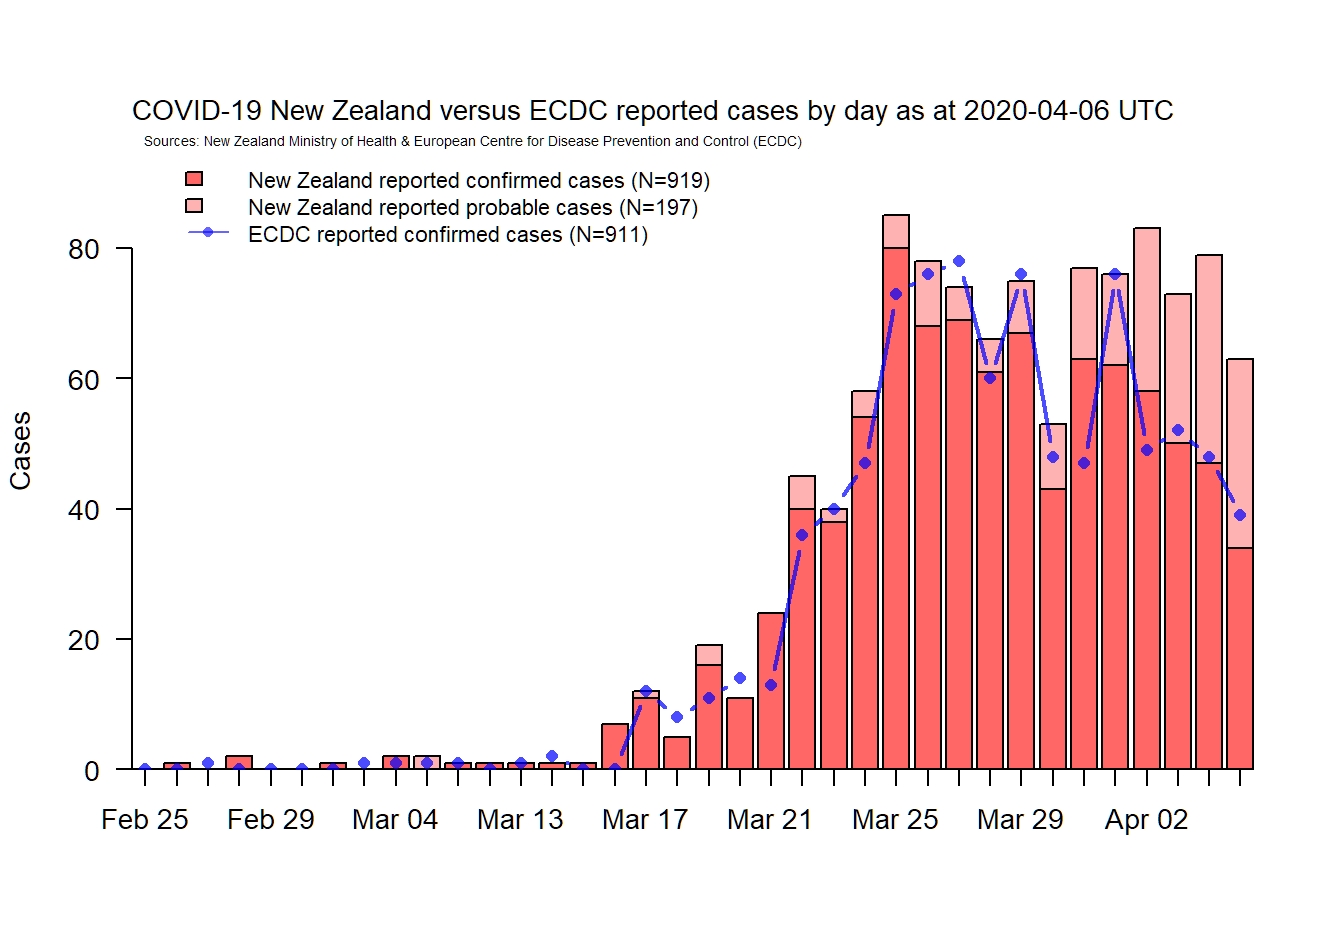 COVID-19 New Zealand versus ECDC reported cases by day as at 2020-04-06 UTC
Sources: New Zealand Ministry of Health & European Centre for Disease Prevention and Control (ECDC)
New Zealand reported confirmed cases (N=919)
New Zealand reported probable cases (N=197)
ECDC reported confirmed cases (N=911)
Cases
80
60
40
20
0
Feb 25 Feb 29 Mar 04 Mar 13 Mar 17 Mar 21 Mar 25 Mar 29 Apr 02